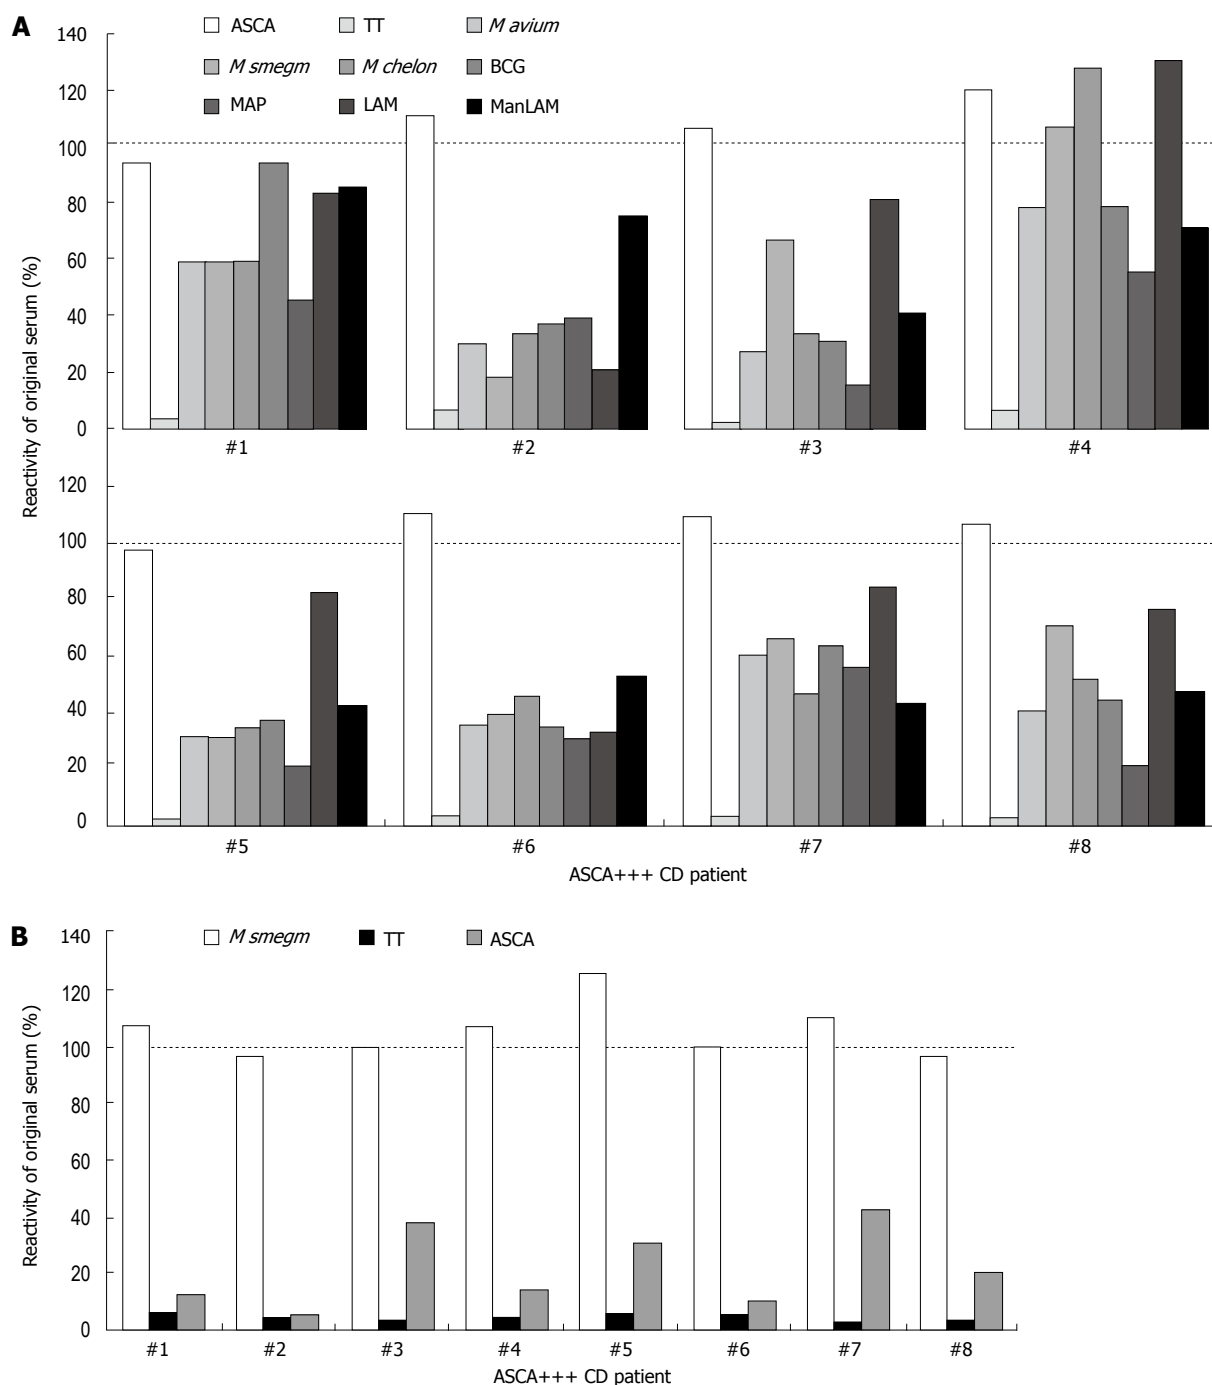 A
ASCA TT M avium
M smegm M chelon BCG
MAP LAM ManLAM
Reactivity of original serum (%)
140
120
100
80
60
40
20
0
#1 #2 #3 #4
120
100
80
60
40
20
0
#5 #6 #7 #8
ASCA+++ CD patient
B
M smegm TT ASCA
Reactivity of original serum (%)
140
120
100
80
60
40
20
0
#1 #2 #3 #4 #5 #6 #7 #8
ASCA+++ CD patient